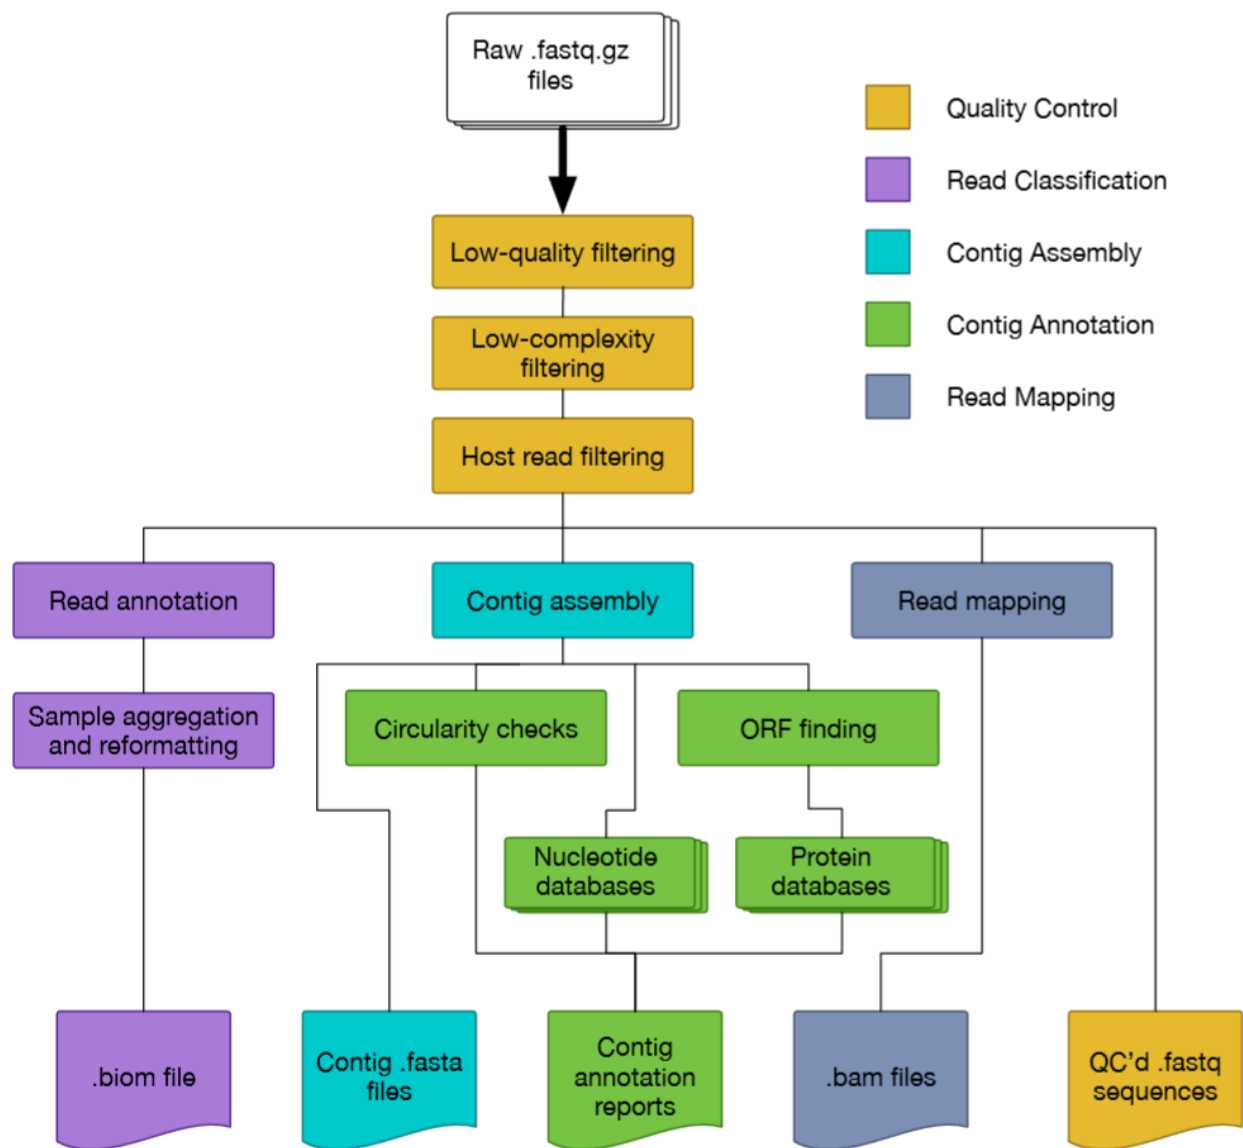 Raw .fastq.gz
files
Quality Control
Read Classification
Contig Assembly
Contig Annotation
Read Mapping
Low-quality filtering
Low-complexity
filtering
Host read filtering
Read annotation
Contig assembly
Read mapping
Sample aggregation
and reformatting
Circularity checks
ORF finding
Nucleotide
databases
Protein
databases
.biom file
Contig .fasta
files
Contig
annotation
reports
.bam files
QC'd .fastq
sequences